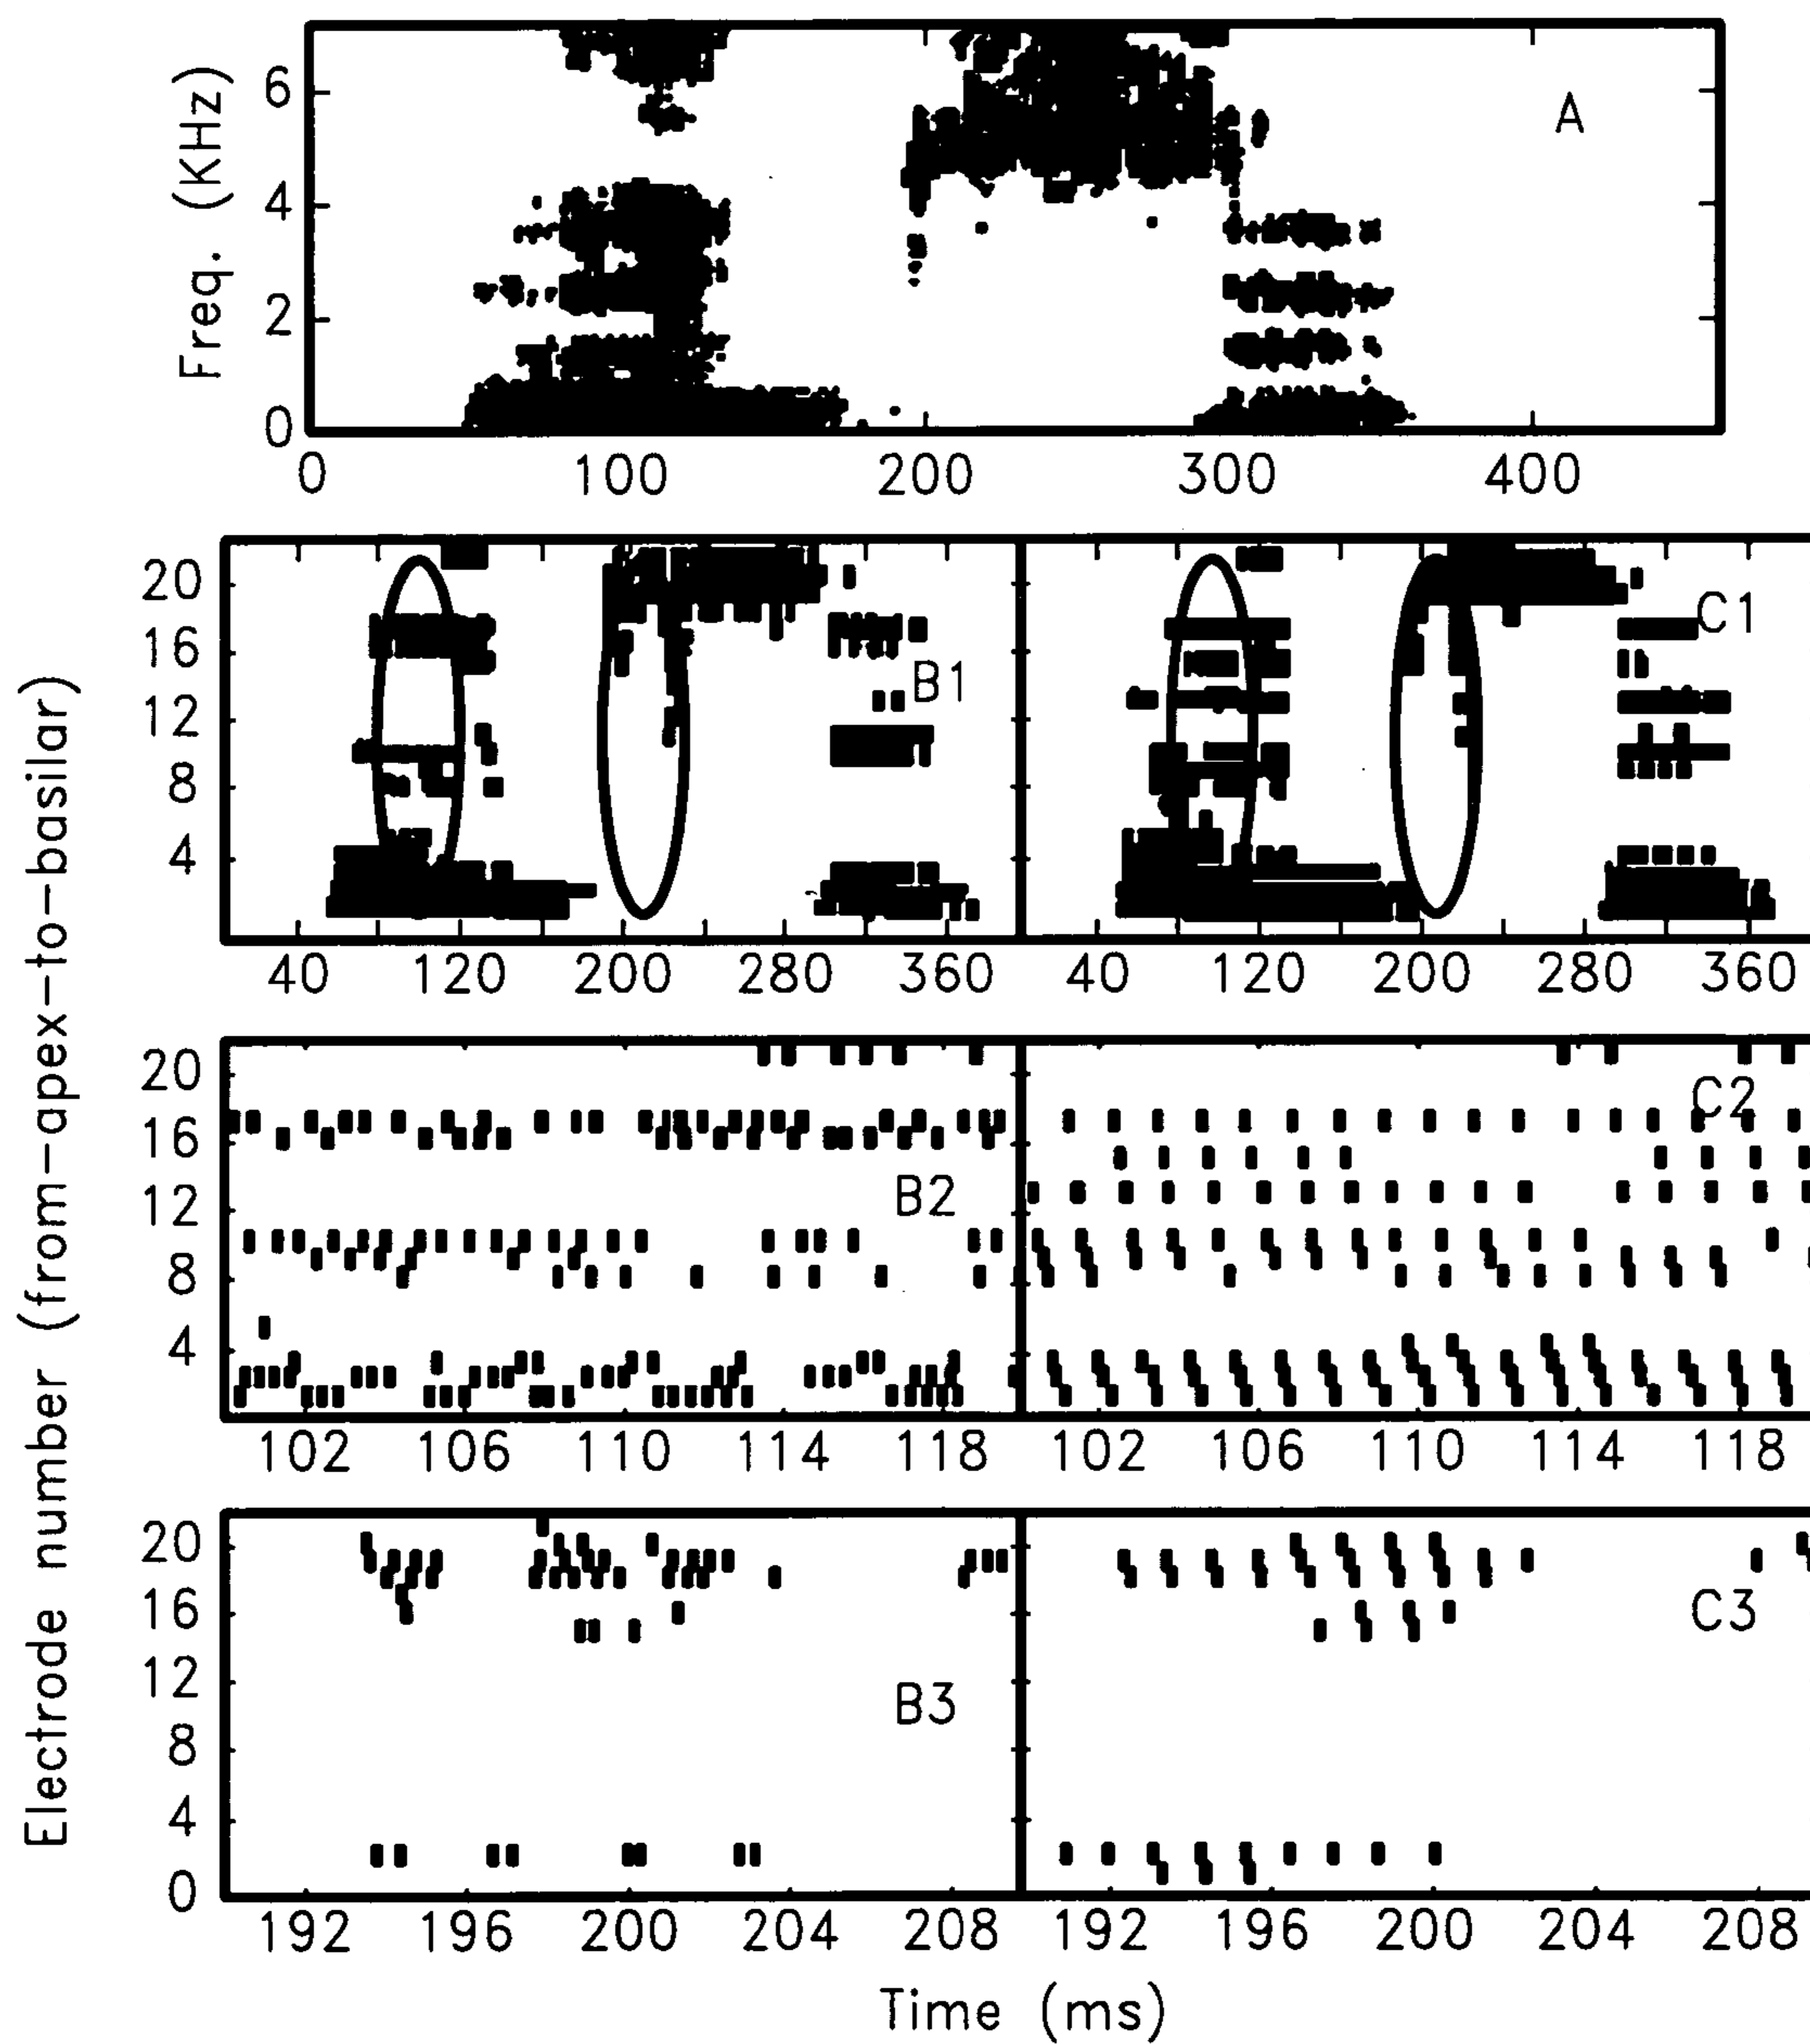 Freq. (KHz)
6
4
2
0
A
0 100 200 300 400
Electrode number (from-apex-to-basilar)
20
16
12
8
4
B1
C1
40 120 200 280 360 40 120 200 280 360
20
16
12
8
4
B2
C2
102 106 110 114 118 102 106 110 114 118
20
16
12
8
4
0
B3
C3
192 196 200 204 208 192 196 200 204 208
Time (ms)